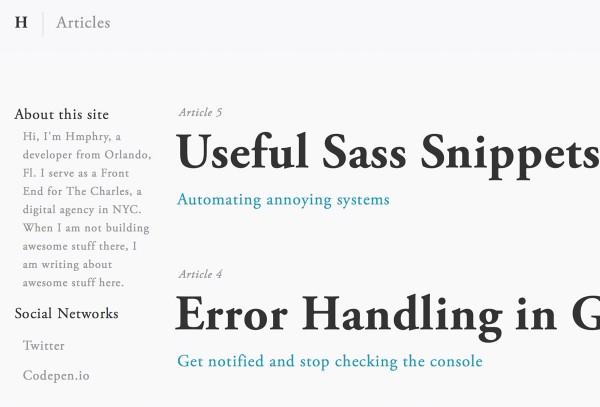 H Articles
About this site
Hi, I'm Hmphry, a
developer from Orlando,
Fl. I serve as a Front
End for The Charles, a
digital agency in NYC.
When I am not building
awesome stuff there, I
am writing about
awesome stuff here.
Social Networks
Twitter
Codepen.io
Article 5
Useful Sass Snippets
Automating annoying systems
Article 4
Error Handling in G
Get notified and stop checking the console